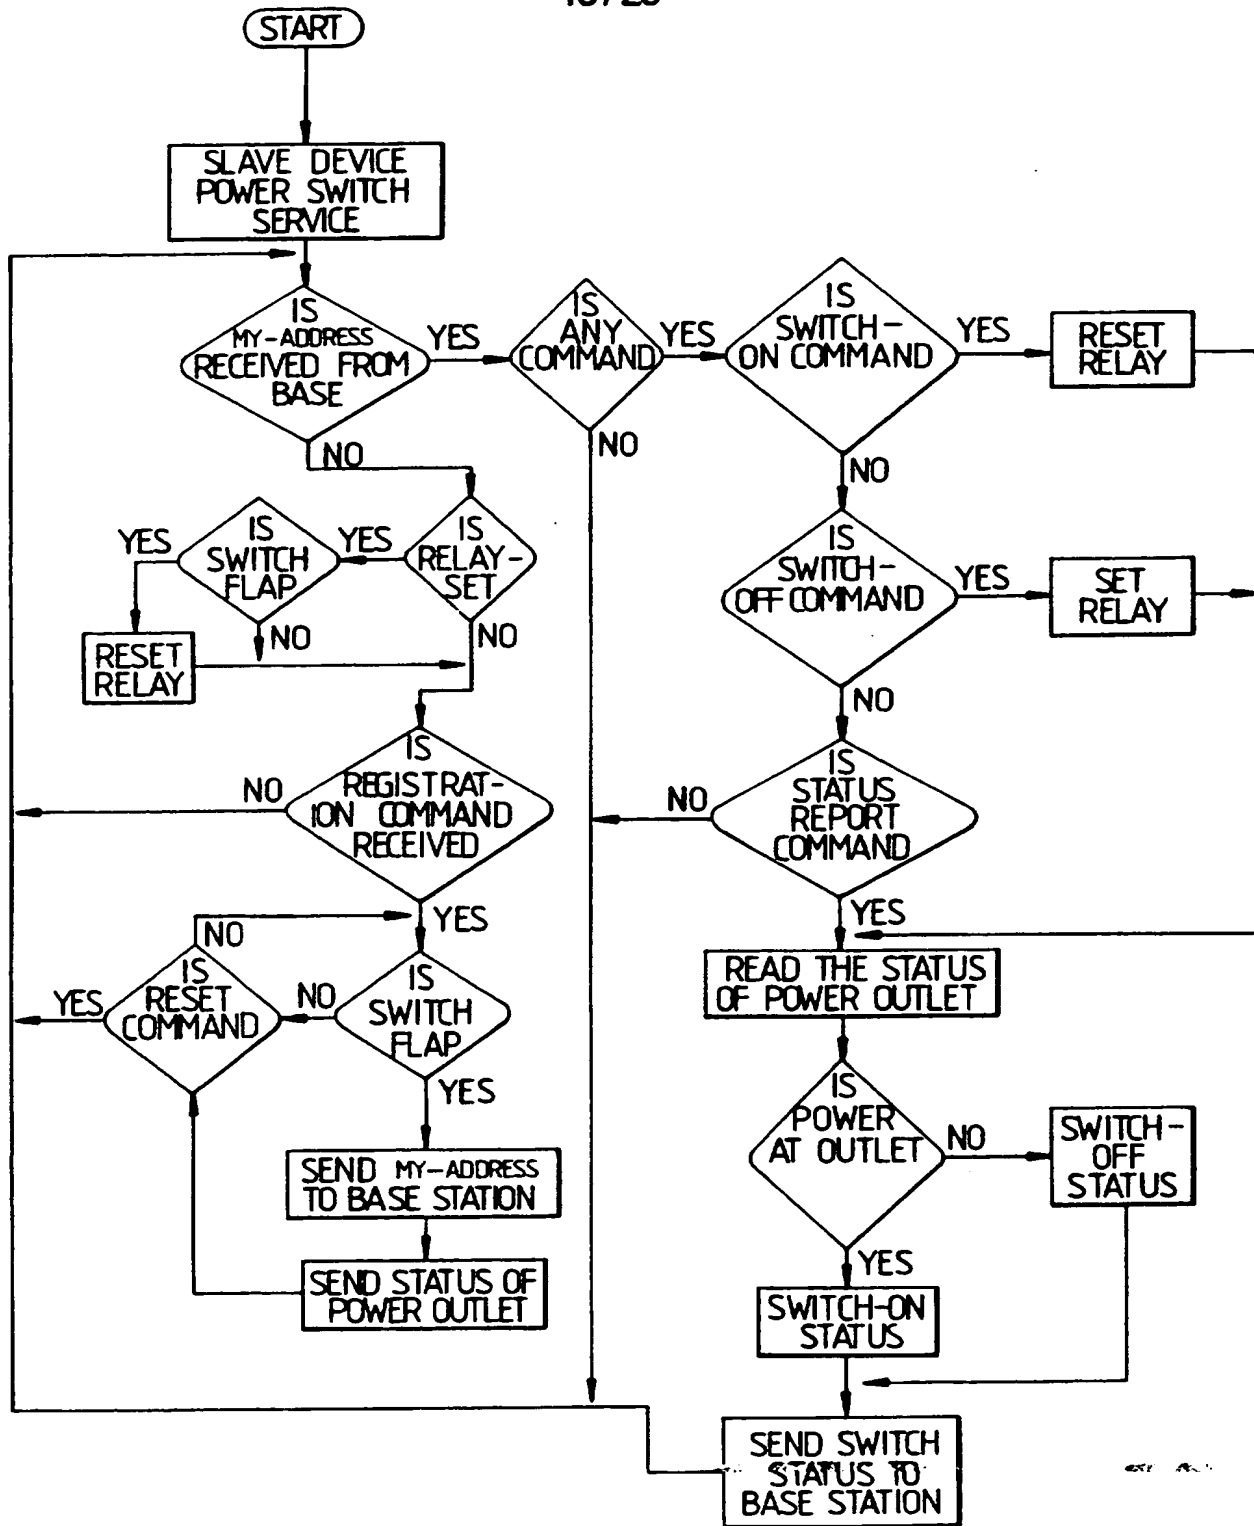 START
SLAVE DEVICE
POWER SWITCH
SERVICE
IS
MY-ADDRESS
RECEIVED FROM
BASE
YES
NO
IS
ANY
COMMAND
YES
NO
IS
SWITCH-
ON COMMAND
YES
NO
RESET
RELAY
IS
RELAY-
SET
YES
NO
IS
SWITCH
FLAP
YES
NO
RESET
RELAY
IS
SWITCH-
OFF COMMAND
YES
NO
SET
RELAY
IS
REGISTRAT-
ION COMMAND
RECEIVED
NO
YES
IS
STATUS
REPORT
COMMAND
NO
YES
IS
SWITCH
FLAP
NO
YES
IS
RESET
COMMAND
NO
YES
READ THE STATUS
OF POWER OUTLET
IS
POWER
AT OUTLET
NO
YES
SWITCH-
OFF
STATUS
SEND MY-ADDRESS
TO BASE STATION
SEND STATUS OF
POWER OUTLET
SWITCH-ON
STATUS
SEND SWITCH
STATUS TO
BASE STATION